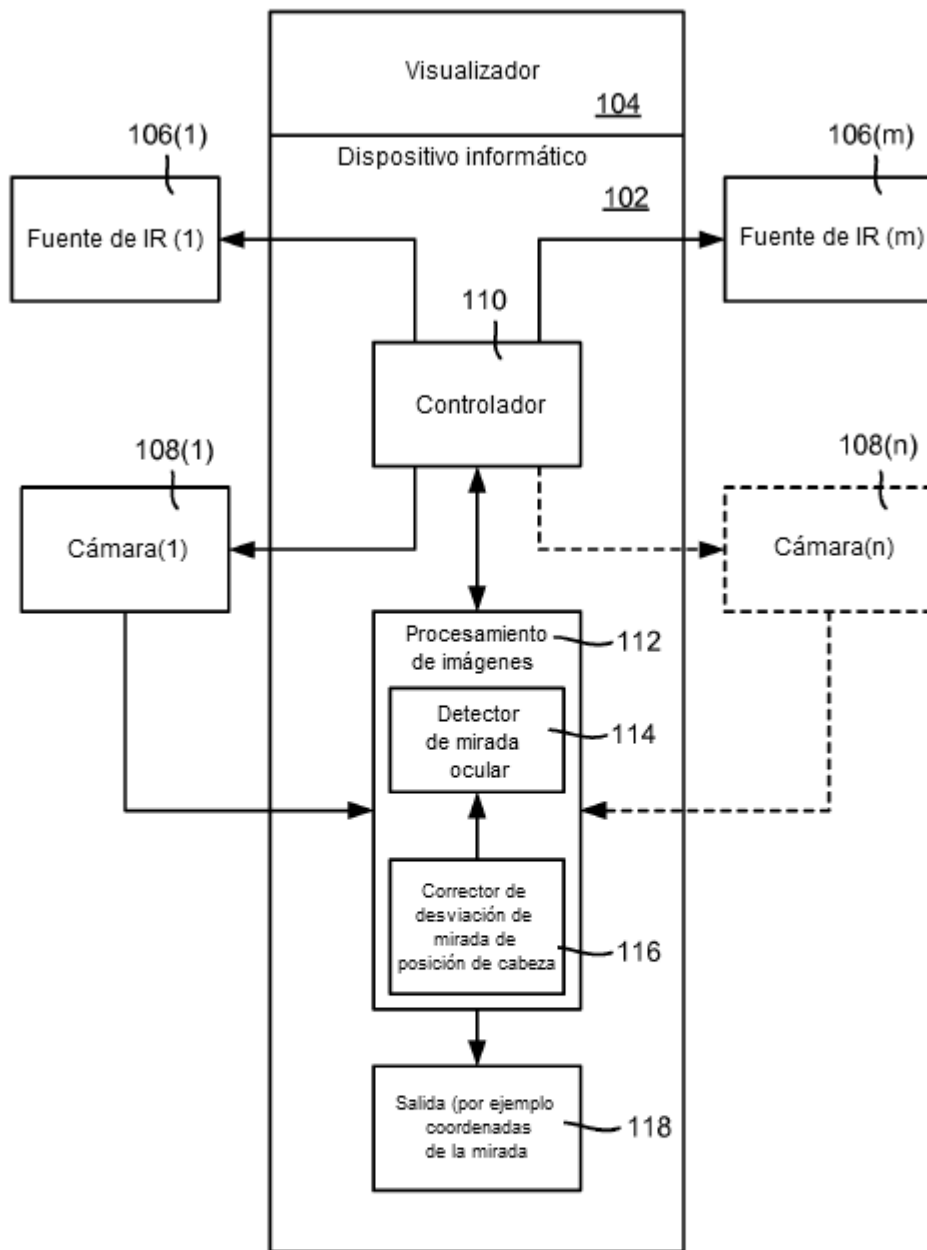 Visualizador
104
106(1)
Dispositivo informático
106(m)
102
Fuente de IR (1)
Fuente de IR (m)
110
Controlador
108(1)
108(n)
Cámara(1)
Cámara(n)
Procesamiento
de imágenes
112
Detector
de mirada
ocular
114
Corrector de
desviación de
mirada de
posición de cabeza
116
Salida (por ejemplo
coordenadas
de la mirada
118